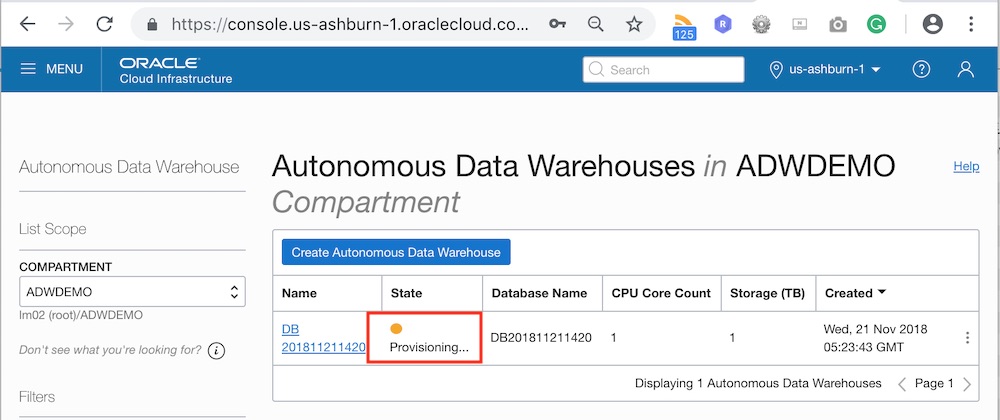 https://console.us-ashburn-1.oraclecloud.co...
125
MENU
ORACLE
Cloud Infrastructure
Search
us-ashburn-1
Autonomous Data Warehouse
Autonomous Data Warehouses in ADWDEMO
Compartment
Help
List Scope
COMPARTMENT
ADWDEMO
lm02 (root)/ADWDEMO
Don't see what you're looking for?
Filters
Create Autonomous Data Warehouse
Name State Database Name CPU Core Count Storage (TB) Created
DB
201811211420
Provisioning...
DB201811211420
1
1
Wed, 21 Nov 2018
05:23:43 GMT
Displaying 1 Autonomous Data Warehouses Page 1